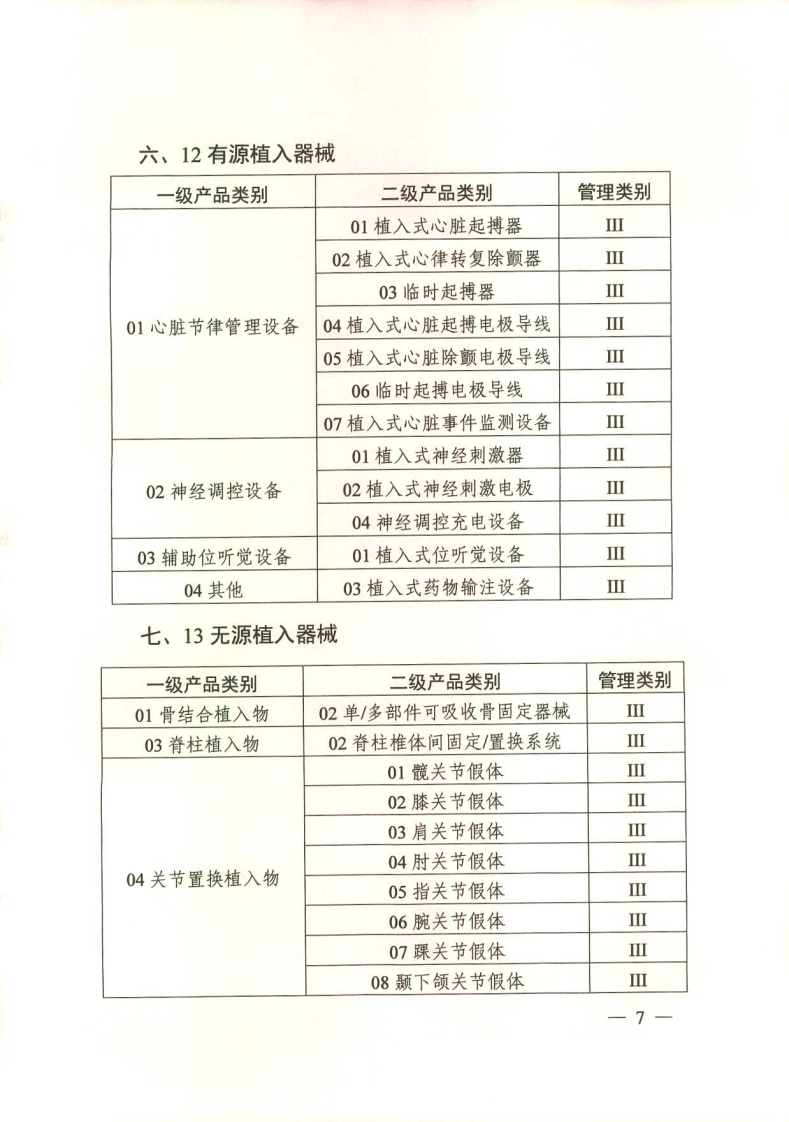 六、12 有源植入器械
一级产品类别 二级产品类别 管理类别
01 心脏节律管理设备 01 植入式心脏起搏器 III
02 植入式心律转复除颤器 III
03 临时起搏器 III
04 植入式心脏起搏电极导线 III
05 植入式心脏除颤电极导线 III
06 临时起搏电极导线 III
07 植入式心脏事件监测设备 III
02 神经调控设备 01 植入式神经刺激器 III
02 植入式神经刺激电极 III
04 神经调控充电设备 III
03 辅助位听觉设备 01 植入式位听觉设备 III
04 其他 03 植入式药物输注设备 III
七、13 无源植入器械
一级产品类别 二级产品类别 管理类别
01 骨结合植入物 02 单/多部件可吸收骨固定器械 III
03 脊柱植入物 02 脊柱椎体间固定/置换系统 III
04 关节置换植入物 01 髋关节假体 III
02 膝关节假体 III
03 肩关节假体 III
04 肘关节假体 III
05 指关节假体 III
06 腕关节假体 III
07 踝关节假体 III
08 颞下颌关节假体 III
— 7 —